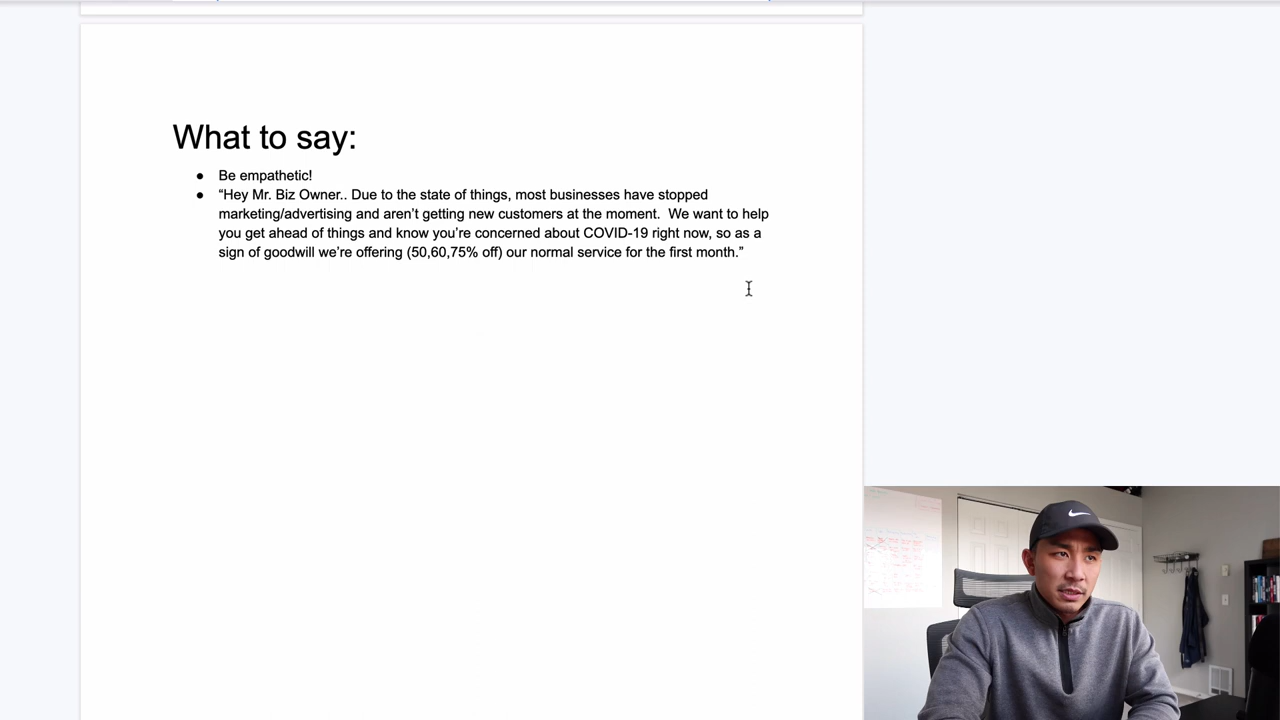 What to say:
● Be empathetic!
● “Hey Mr. Biz Owner.. Due to the state of things, most businesses have stopped
marketing/advertising and aren’t getting new customers at the moment.  We want to help
you get ahead of things and know you’re concerned about COVID-19 right now, so as a
sign of goodwill we’re offering (50,60,75% off) our normal service for the first month.”